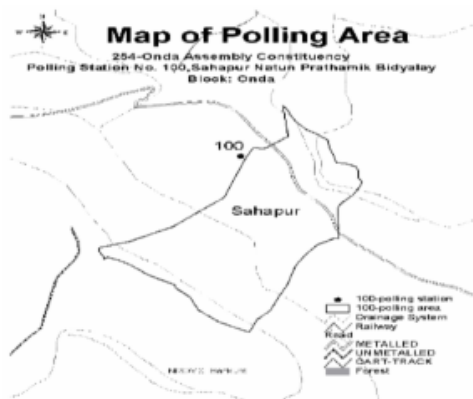 N
W
E
S
Map of Polling Area
254-Onda Assembly Constituency
Polling Station No. 100,Sahapur Natun Prathamik Bidyalay
Block: Onda
100
Sahapur
100-polling station
100-polling area
Drainage System
Railway
Road
METALLED
UNMETALLED
CART-TRACK
Forest